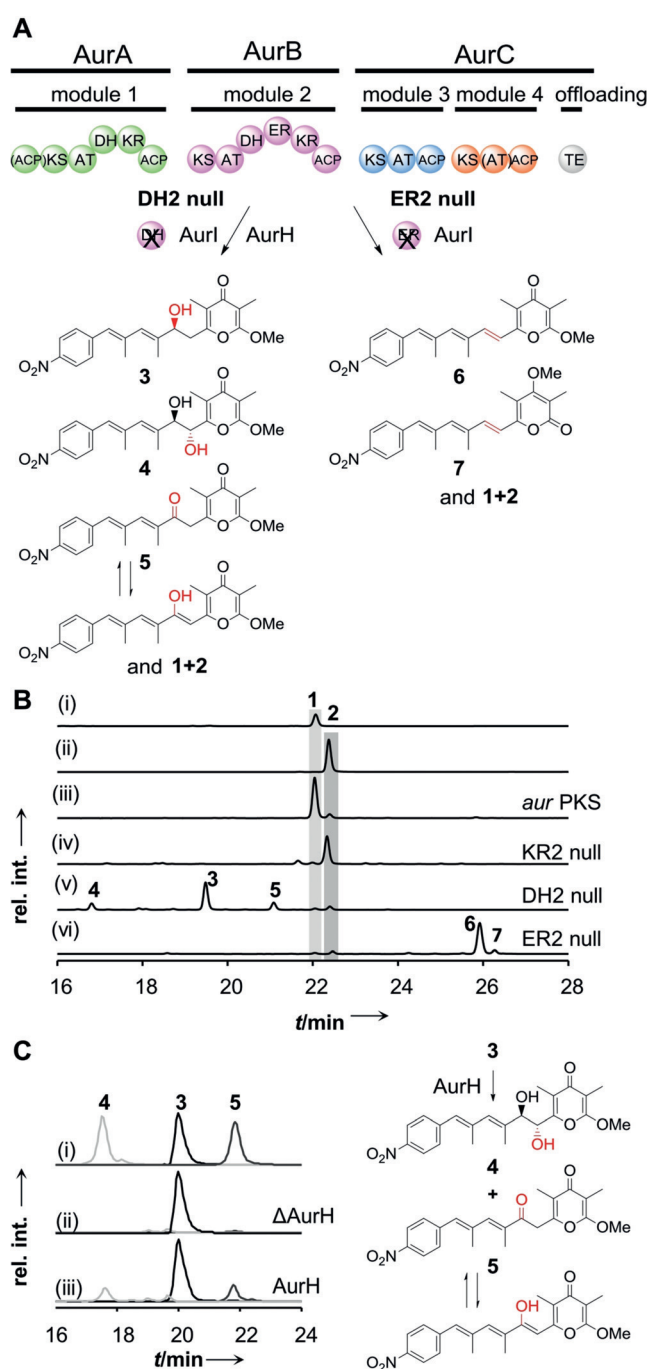 A
AurA AurB AurC
module 1 module 2 module 3 module 4 offloading
(ACP) KS AT DH KR ACP KS AT DH ER KR ACP KS AT ACP KS (AT) ACP TE
DH2 null ER2 null
DH X AurI AurH ER X AurI
OH O O
O2N O OMe O2N O OMe
3 6
OH O OMe
O2N OH O OMe O2N O O
4 7
and 1+2
O O
O2N O OMe
5
OH O
O2N O OMe
and 1+2
B
(i) 1 2
(ii)
(iii) aur PKS
(iv) KR2 null
(v) 4 3 5 DH2 null
(vi) 6 7 ER2 null
rel. int.
16 18 20 22 24 26 28
t/min
C
4 3 5
(i)
(ii) ΔAurH
(iii) AurH
rel. int.
16 18 20 22 24
t/min
3
AurH
OH O
O2N OH O OMe
4
+
O O
O2N O OMe
5
OH O
O2N O OMe